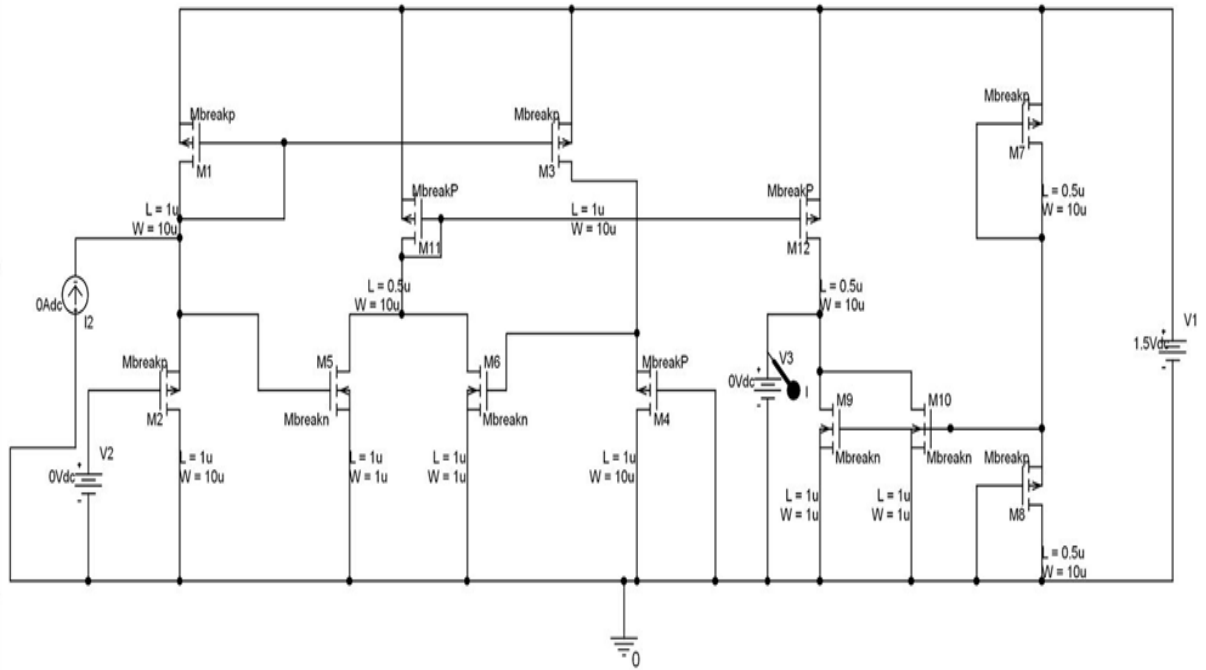 Mbreakp
M1
L = 1u
W = 10u
Mbreakp
M3
MbreakP
M11
L = 0.5u
W = 10u
L = 1u
W = 10u
MbreakP
M12
L = 0.5u
W = 10u
Mbreakp
M7
L = 0.5u
W = 10u
0Adc
I2
Mbreakp
M2
L = 1u
W = 10u
V2
0Vdc
M5
Mbreakn
L = 1u
W = 1u
M6
Mbreakn
L = 1u
W = 1u
MbreakP
M4
L = 1u
W = 10u
V3
0Vdc
I
M9
Mbreakn
L = 1u
W = 1u
M10
Mbreakn
L = 1u
W = 1u
Mbreakp
M8
L = 0.5u
W = 10u
V1
1.5Vdc
0